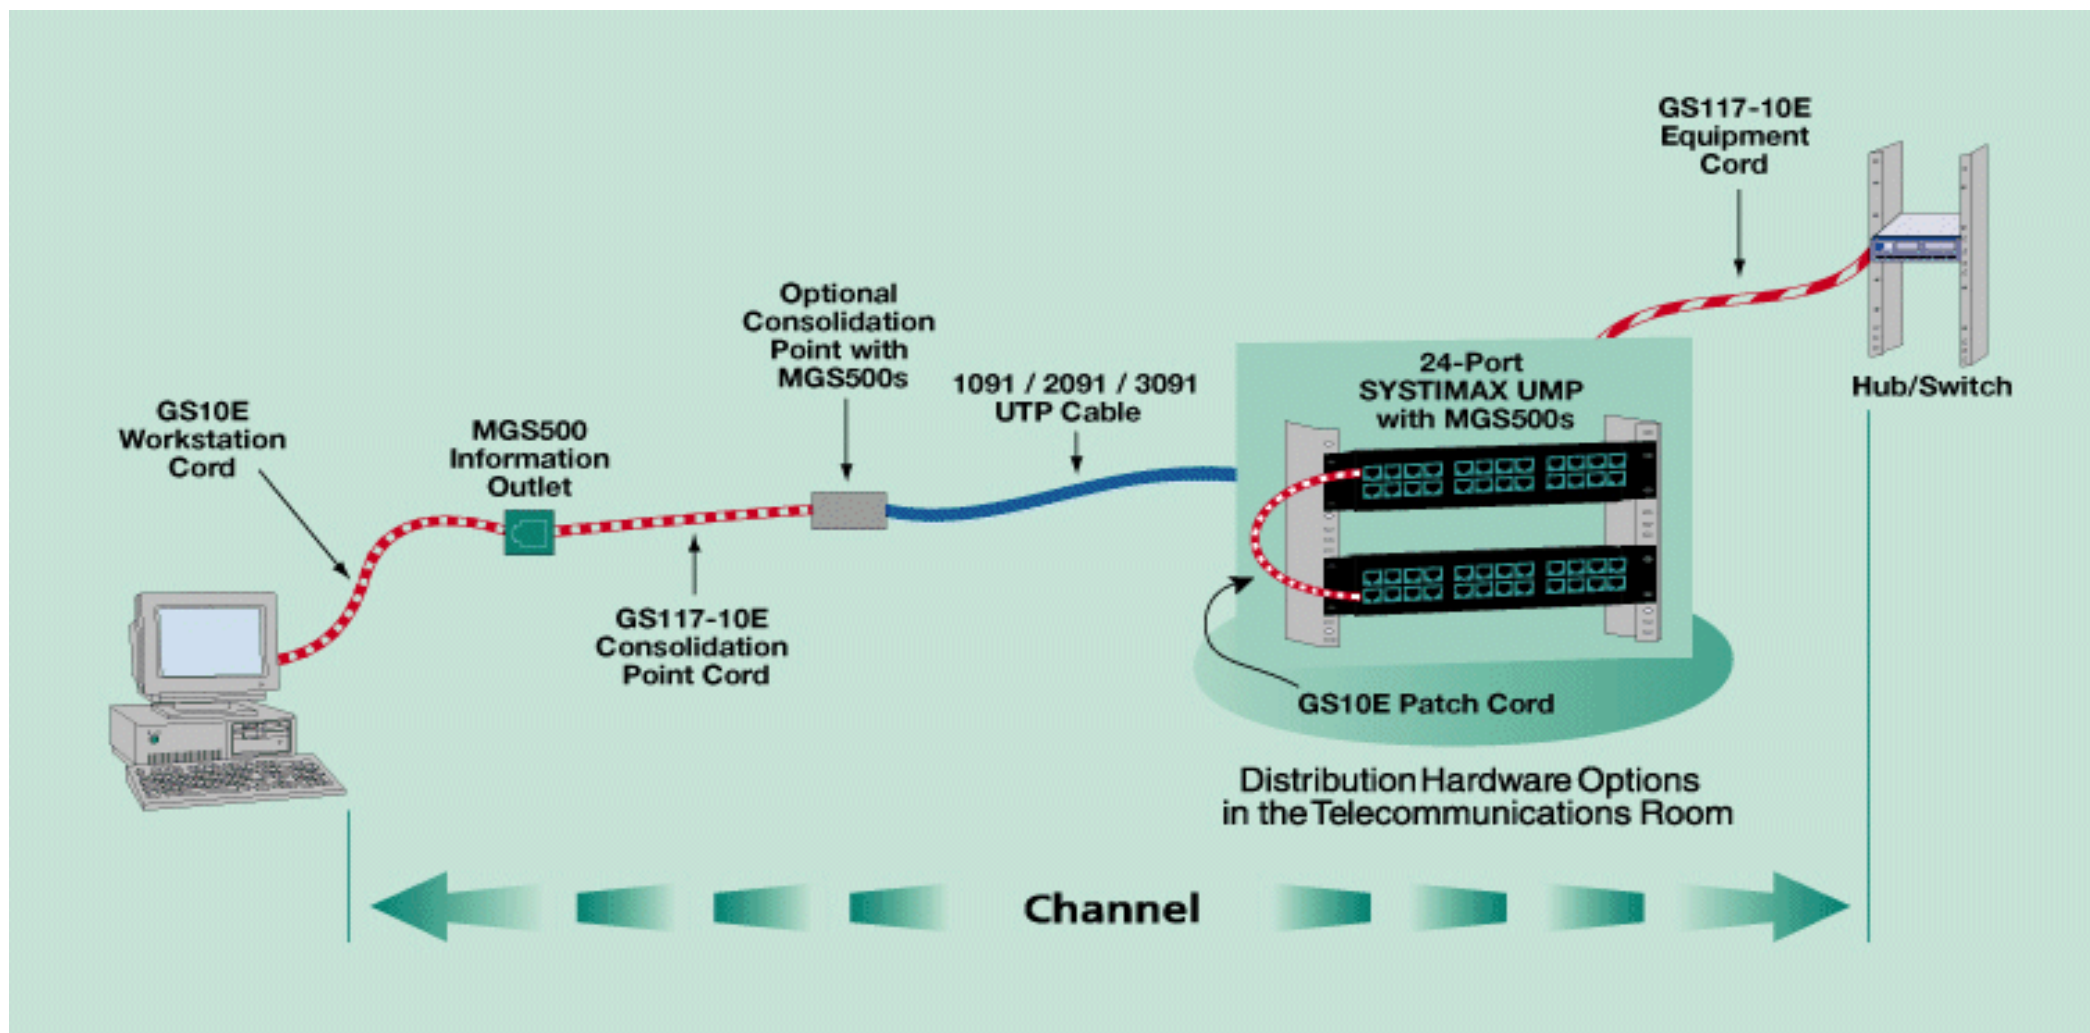 GS117-10E
Equipment
Cord
Hub/Switch
Optional
Consolidation
Point with
MGS500s
1091 / 2091 / 3091
UTP Cable
24-Port
SYSTIMAX UMP
with MGS500s
GS10E
Workstation
Cord
MGS500
Information
Outlet
GS117-10E
Consolidation
Point Cord
GS10E Patch Cord
Distribution Hardware Options
in the Telecommunications Room
Channel